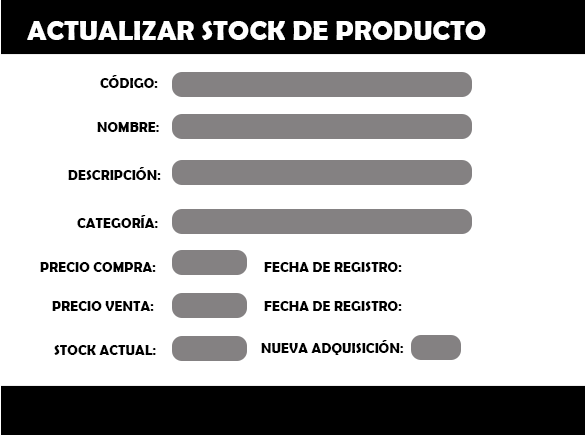 ACTUALIZAR STOCK DE PRODUCTO
CÓDIGO:
NOMBRE:
DESCRIPCIÓN:
CATEGORÍA:
PRECIO COMPRA: FECHA DE REGISTRO:
PRECIO VENTA: FECHA DE REGISTRO:
STOCK ACTUAL: NUEVA ADQUISICIÓN: